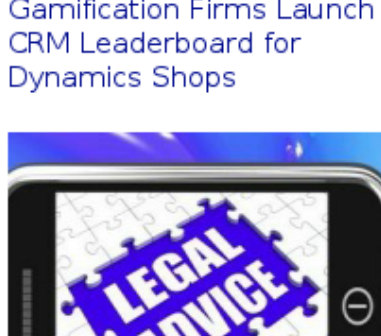 Gamification Firms Launch
CRM Leaderboard for
Dynamics Shops
LEGAL
ADVICE